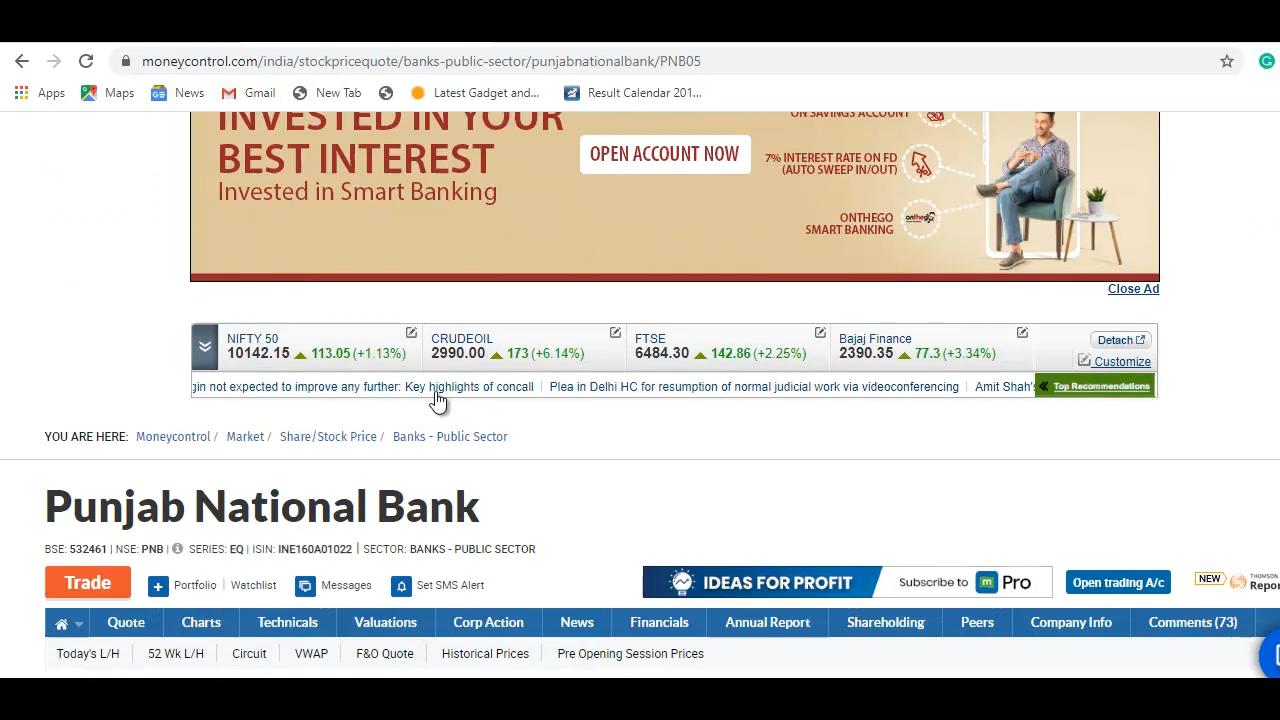 moneycontrol.com/india/stockpricequote/banks-public-sector/punjabnationalbank/PNB05
Apps Maps News Gmail New Tab Latest Gadget and... Result Calendar 201...
INVESTED IN YOUR
BEST INTEREST
Invested in Smart Banking
OPEN ACCOUNT NOW
ON SAVINGS ACCOUNT
7% INTEREST RATE ON FD
(AUTO SWEEP IN/OUT)
ONTHEGO
SMART BANKING
onthego
Close Ad
NIFTY 50
10142.15 113.05 (+1.13%)
CRUDEOIL
2990.00 173 (+6.14%)
FTSE
6484.30 142.86 (+2.25%)
Bajaj Finance
2390.35 77.3 (+3.34%)
Detach
Customize
not expected to improve any further: Key highlights of concall | Plea in Delhi HC for resumption of normal judicial work via videoconferencing | Amit Shah's
Top Recommendations
YOU ARE HERE: Moneycontrol / Market / Share/Stock Price / Banks - Public Sector
Punjab National Bank
BSE: 532461 | NSE: PNB | SERIES: EQ | ISIN: INE160A01022 | SECTOR: BANKS - PUBLIC SECTOR
Trade
Portfolio | Watchlist Messages Set SMS Alert
IDEAS FOR PROFIT Subscribe to m Pro
Open trading A/c
NEW THOMSON
Quote Charts Technicals Valuations Corp Action News Financials Annual Report Shareholding Peers Company Info Comments (73)
Today's L/H 52 Wk L/H Circuit VWAP F&O Quote Historical Prices Pre Opening Session Prices